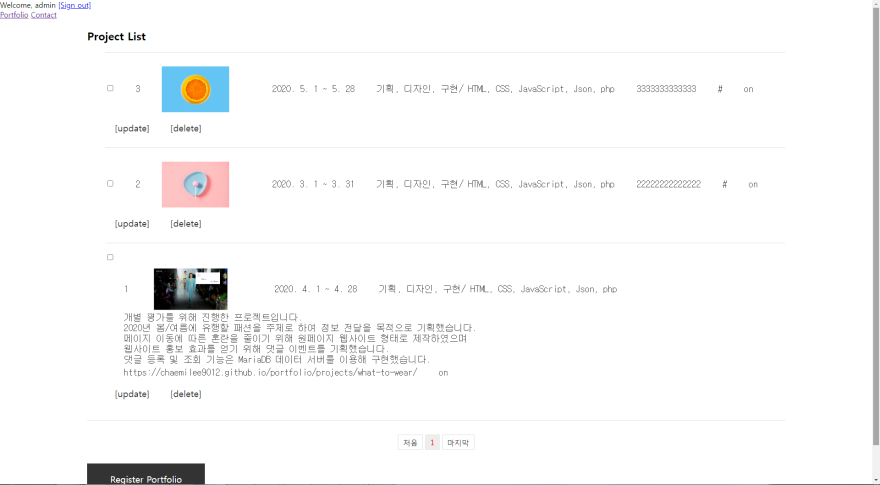 Welcome, admin [Sign out]
Portfolio Contact
Project List
3 2020. 5. 1 ~ 5. 28 기획, 디자인, 구현/ HTML, CSS, JavaScript, Json, php 3333333333333 # on
[update] [delete]
2 2020. 3. 1 ~ 3. 31 기획, 디자인, 구현/ HTML, CSS, JavaScript, Json, php 22222222222222 # on
[update] [delete]
1 2020. 4. 1 ~ 4. 28 기획, 디자인, 구현/ HTML, CSS, JavaScript, Json, php
개별 평가를 위해 진행한 프로젝트입니다.
2020년 봄/여름에 유행할 패션을 주제로 하여 정보 전달을 목적으로 기획했습니다.
페이지 이동에 따른 혼란을 줄이기 위해 원페이지 웹사이트 형태로 제작하였으며
웹사이트 홍보 효과를 얻기 위해 댓글 이벤트를 기획했습니다.
댓글 등록 및 조회 기능은 MariaDB 데이터 서버를 이용해 구현했습니다.
https://chaemilee9012.github.io/portfolio/projects/what-to-wear/ on
[update] [delete]
처음 1 마지막
Register Portfolio